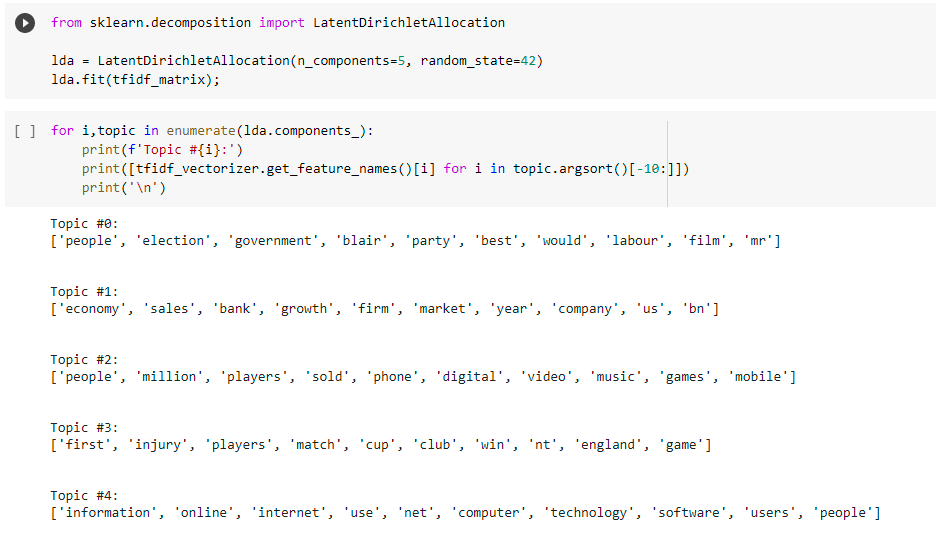 from sklearn.decomposition import LatentDirichletAllocation
lda = LatentDirichletAllocation(n_components=5, random_state=42)
lda.fit(tfidf_matrix);
[ ] for i,topic in enumerate(lda.components_):
print(f'Topic #{i}:')
print([tfidf_vectorizer.get_feature_names()[i] for i in topic.argsort()[-10:]])
print('\n')
Topic #0:
['people', 'election', 'government', 'blair', 'party', 'best', 'would', 'labour', 'film', 'mr']
Topic #1:
['economy', 'sales', 'bank', 'growth', 'firm', 'market', 'year', 'company', 'us', 'bn']
Topic #2:
['people', 'million', 'players', 'sold', 'phone', 'digital', 'video', 'music', 'games', 'mobile']
Topic #3:
['first', 'injury', 'players', 'match', 'cup', 'club', 'win', 'nt', 'england', 'game']
Topic #4:
['information', 'online', 'internet', 'use', 'net', 'computer', 'technology', 'software', 'users', 'people']